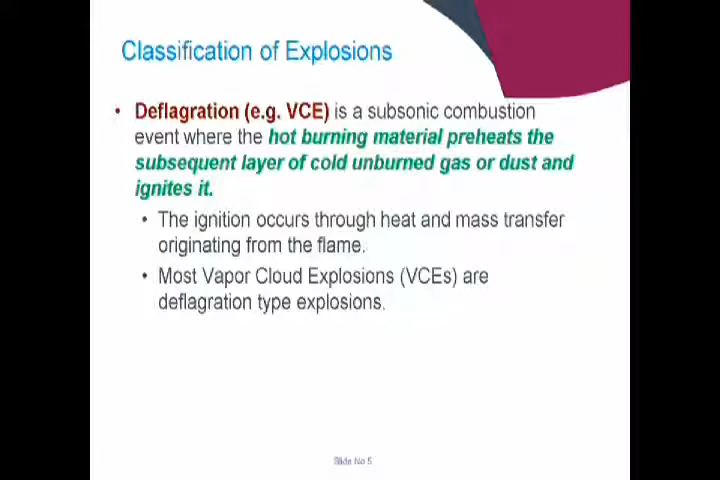 Classification of Explosions
• Deflagration (e.g. VCE) is a subsonic combustion
event where the hot burning material preheats the
subsequent layer of cold unburned gas or dust and
ignites it.
• The ignition occurs through heat and mass transfer
originating from the flame.
• Most Vapor Cloud Explosions (VCEs) are
deflagration type explosions.
Slide No 5